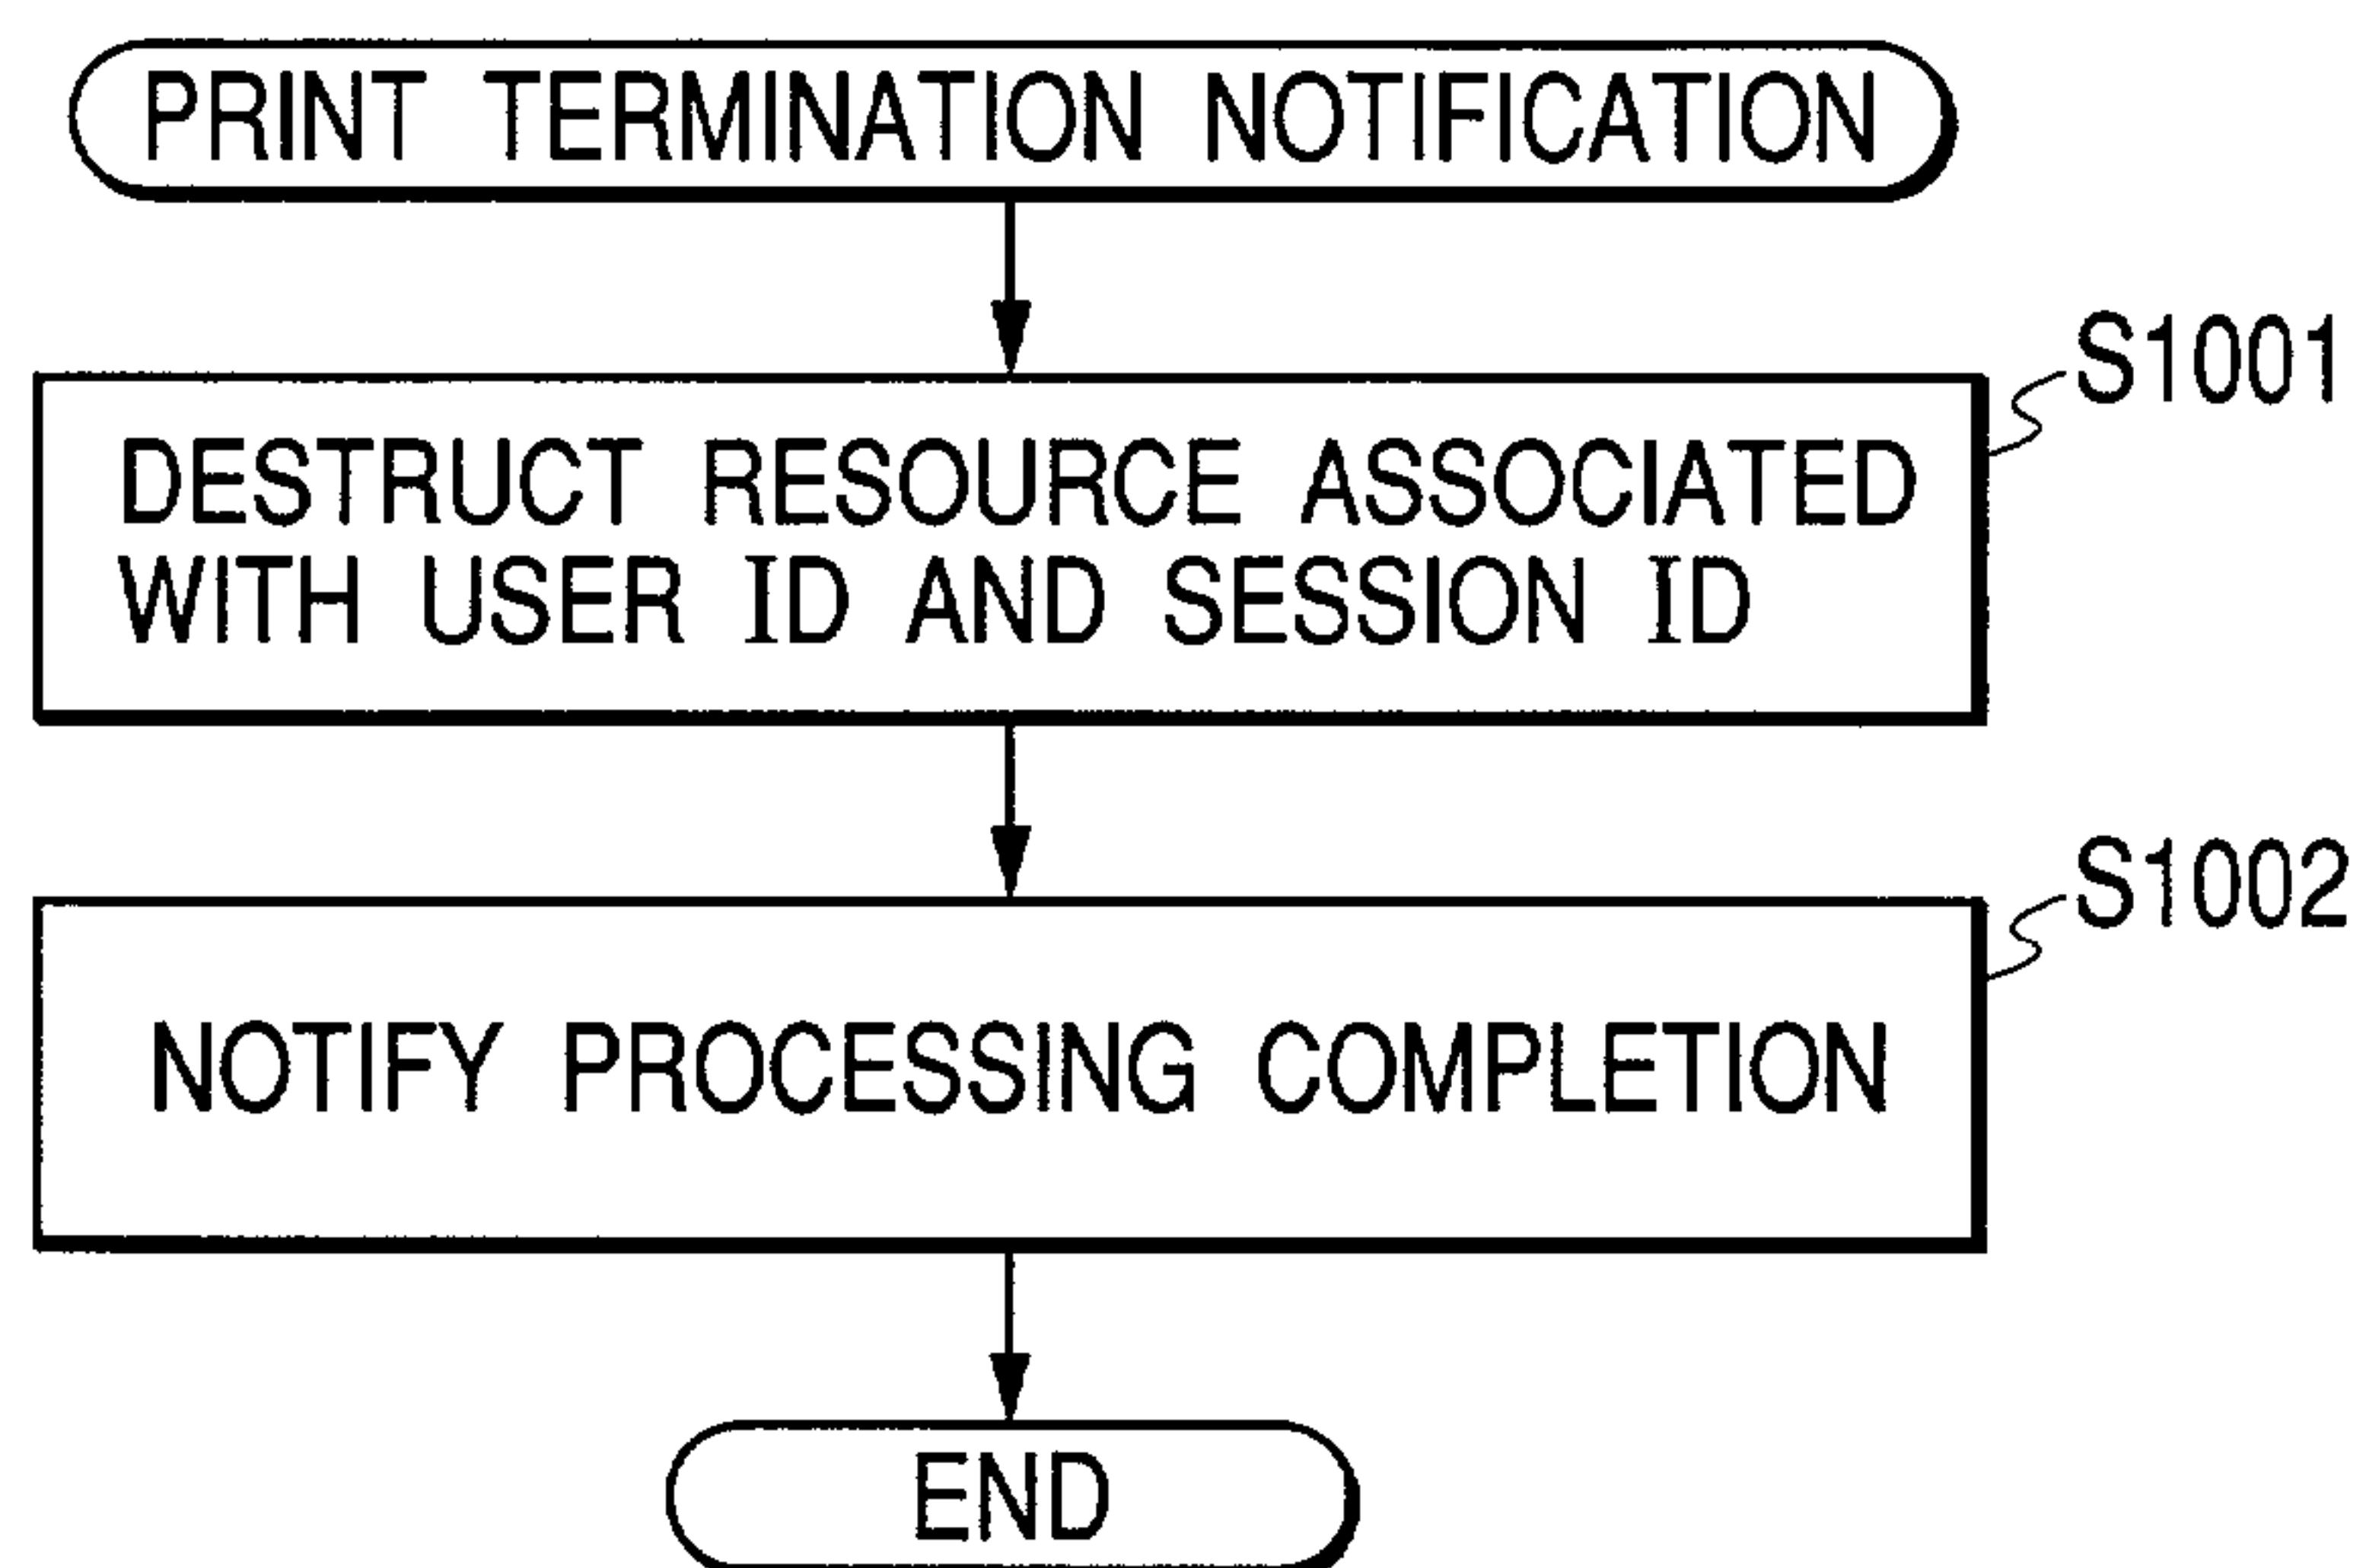 PRINT TERMINATION NOTIFICATION
S1001
DESTRUCT RESOURCE ASSOCIATED
WITH USER ID AND SESSION ID
S1002
NOTIFY PROCESSING COMPLETION
END